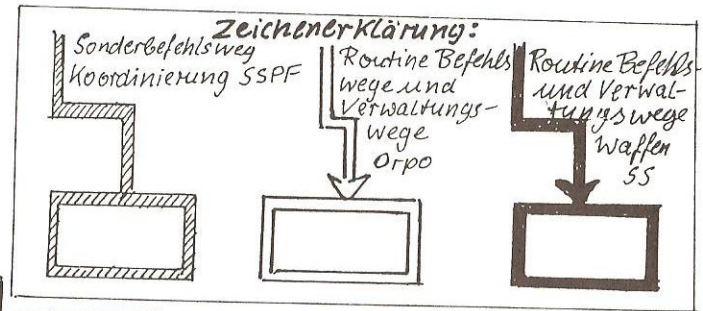 Zeichenerklärung:
Sonderbefehlsweg
Koordinierung SSPF
Routine Befehls
wege und
Verwaltungs-
wege
Orpo
Routine Befehls-
und Verwal-
tungswege
Waffen
SS